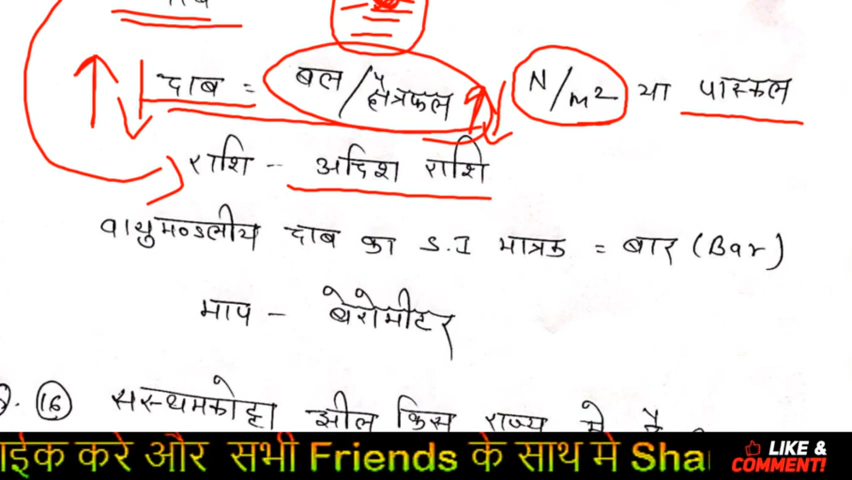 दाब = बल/क्षेत्रफल N/m2 या पास्कल
राशि - अदिश राशि
वायुमण्डलीय दाब का S.I मात्रक = बार (Bar)
माप - बेरोमीटर
(16) सस्थमकोट्टा झील किस राज्य मे है
करे और सभी Friends के साथ मे Sha
LIKE &
COMMENT!